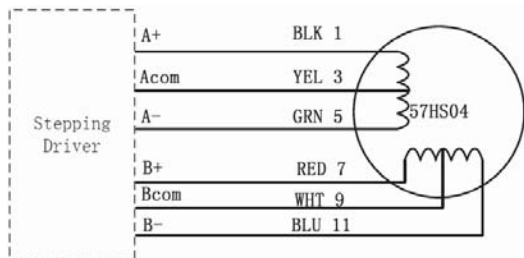 A+ BLK 1
Acom YEL 3
A- GRN 5
57HS04
Stepping
Driver
B+ RED 7
Bcom WHT 9
B- BLU 11